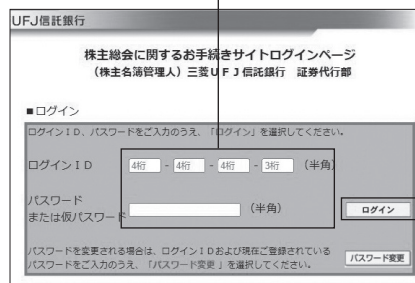 UFJ信託銀行
株主総会に関するお手続きサイトログインページ
(株主名簿管理人)三菱UFJ信託銀行 証券代行部
■ログイン
ログインID、パスワードをご入力のうえ、「ログイン」を選択してください。
ログインID 4桁 - 4桁 - 4桁 - 3桁 (半角)
パスワード
または仮パスワード (半角)
ログイン
パスワードを変更される場合は、ログインIDおよび現在ご登録されている
パスワードをご入力のうえ、「パスワード変更」を選択してください。
パスワード変更